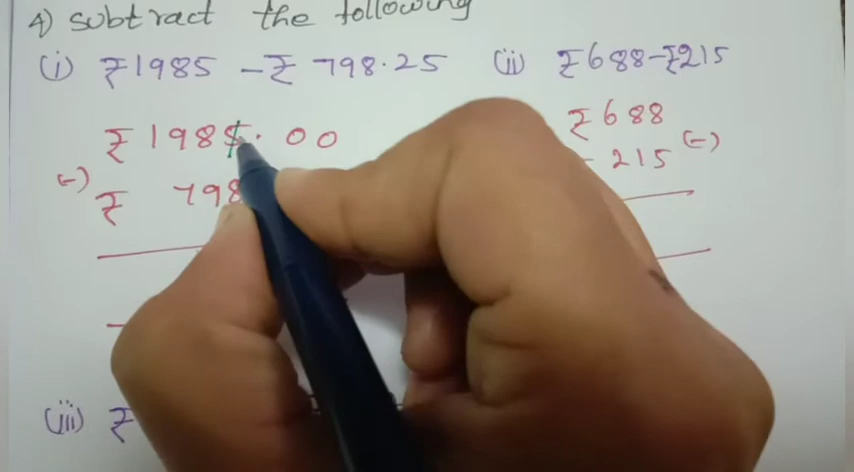 4) subtract the following
(i) ₹1985 - ₹ 798.25 (ii) ₹688-₹215
₹ 1985.00 ₹ 688
(-) ₹ 798 - 215 (-)
(iii) ₹